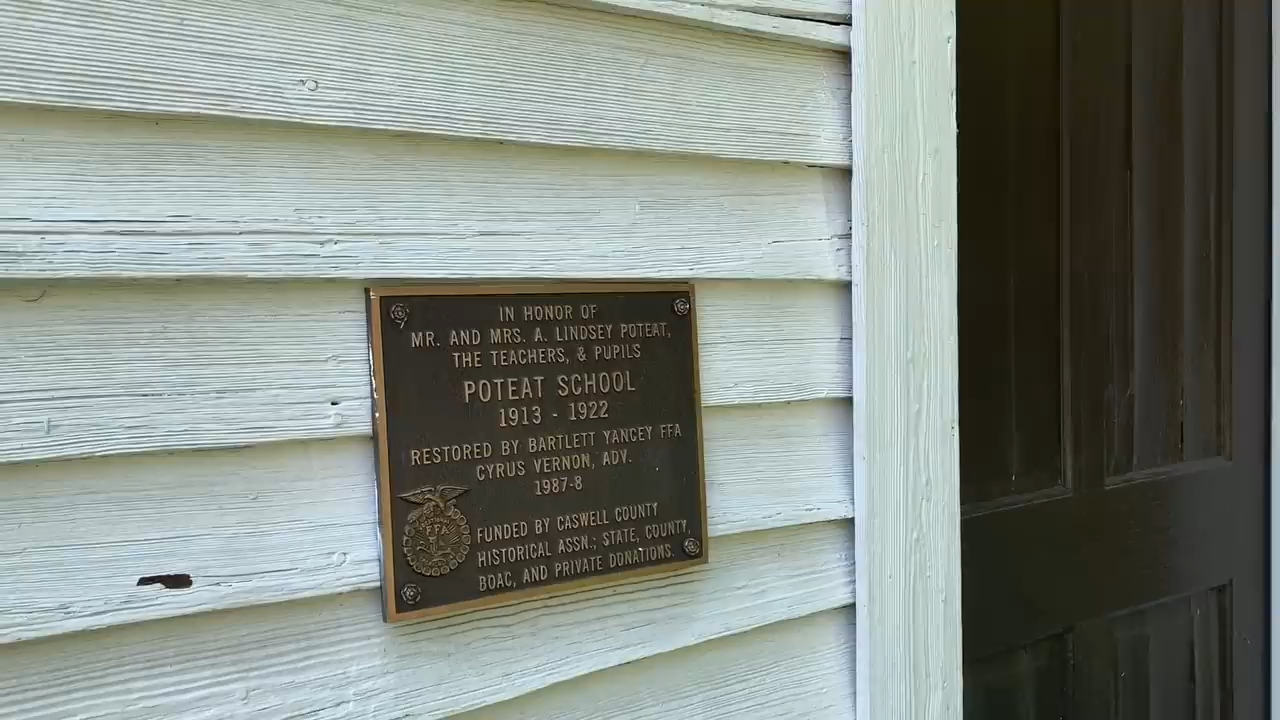 IN HONOR OF
MR. AND MRS. A. LINDSEY POTEAT,
THE TEACHERS, & PUPILS
POTEAT SCHOOL
1913 - 1922
RESTORED BY BARTLETT YANCEY FFA
CYRUS VERNON, ADV.
1987-8
FFA
FUNDED BY CASWELL COUNTY
HISTORICAL ASSN.; STATE, COUNTY,
BOAC, AND PRIVATE DONATIONS.